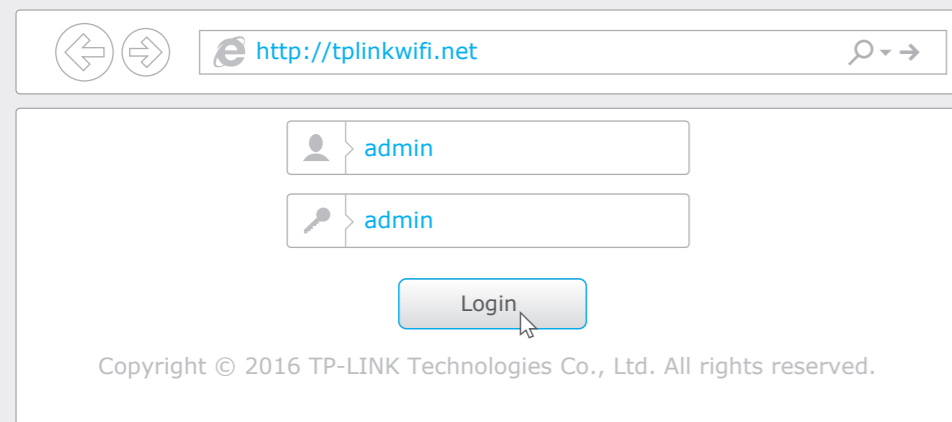 http://tplinkwifi.net
admin
admin
Login
Copyright © 2016 TP-LINK Technologies Co., Ltd. All rights reserved.